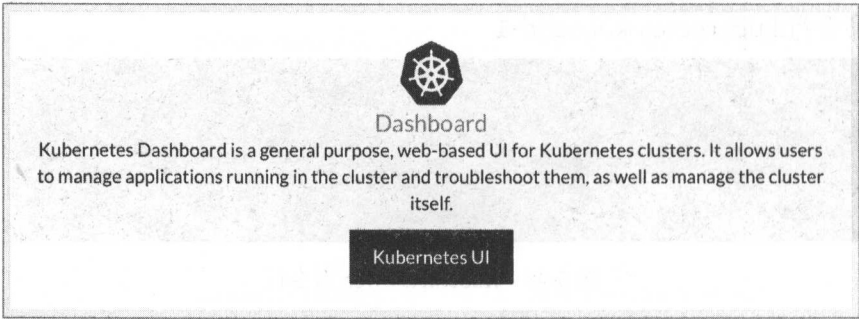 Dashboard
Kubernetes Dashboard is a general purpose, web-based UI for Kubernetes clusters. It allows users
to manage applications running in the cluster and troubleshoot them, as well as manage the cluster
itself.
Kubernetes UI